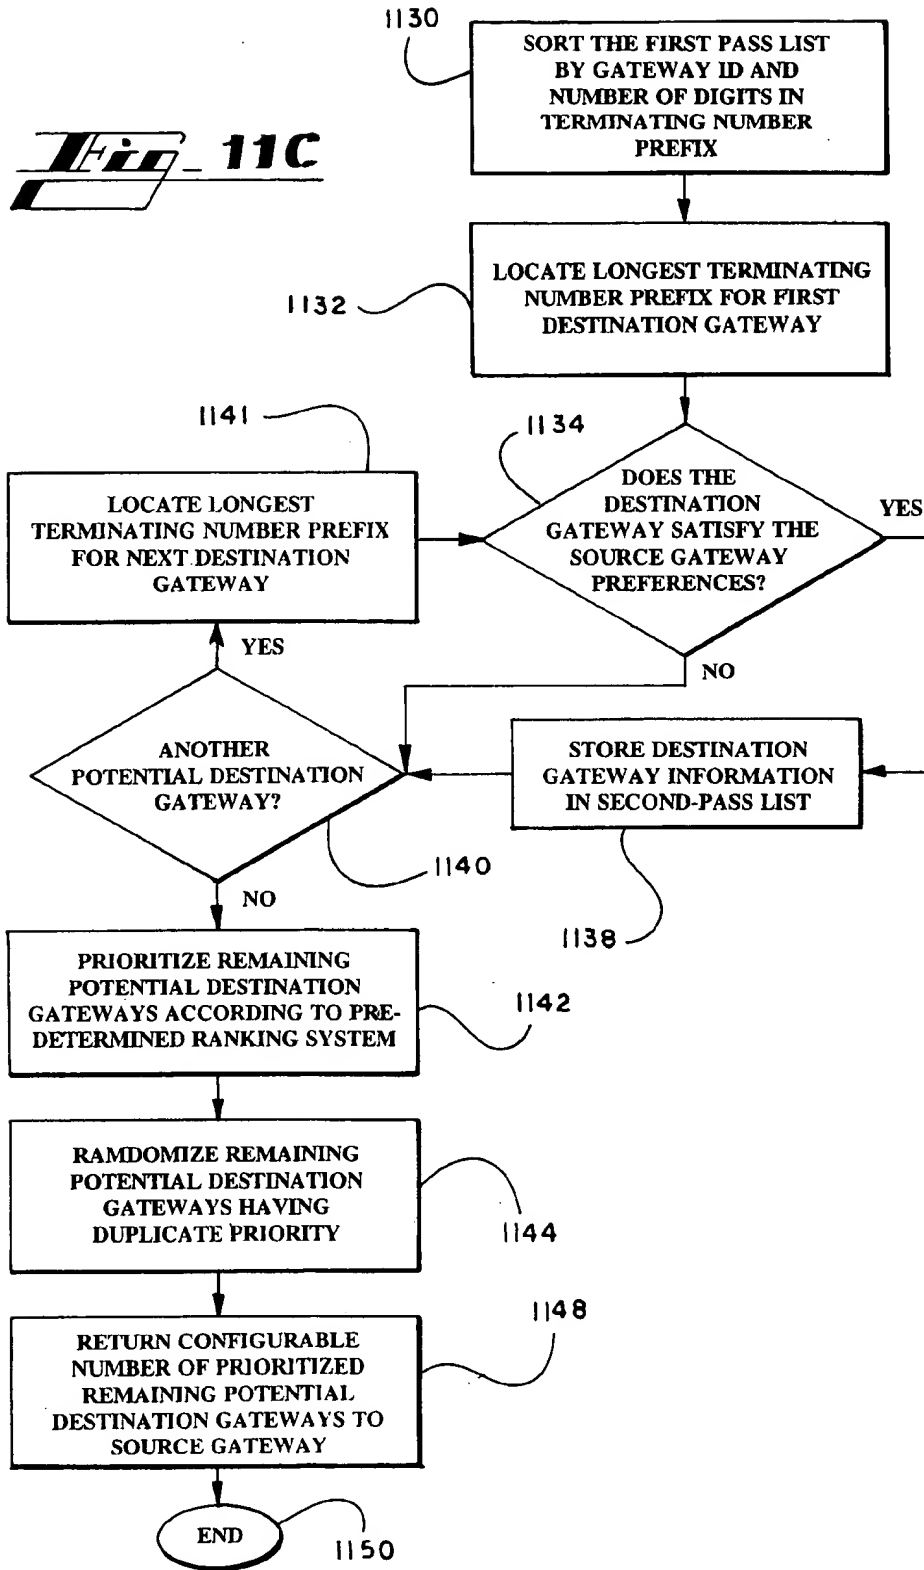 1130
SORT THE FIRST PASS LIST
BY GATEWAY ID AND
NUMBER OF DIGITS IN
TERMINATING NUMBER
PREFIX
Fig_ 11C
LOCATE LONGEST TERMINATING
NUMBER PREFIX FOR FIRST
DESTINATION GATEWAY
1132
1141
1134
LOCATE LONGEST
TERMINATING NUMBER PREFIX
FOR NEXT DESTINATION
GATEWAY
DOES THE
DESTINATION
GATEWAY SATISFY THE
SOURCE GATEWAY
PREFERENCES?
YES
YES
NO
ANOTHER
POTENTIAL DESTINATION
GATEWAY?
STORE DESTINATION
GATEWAY INFORMATION
IN SECOND-PASS LIST
1140
NO
1138
PRIORITIZE REMAINING
POTENTIAL DESTINATION
GATEWAYS ACCORDING TO PRE-
DETERMINED RANKING SYSTEM
1142
RAMDOMIZE REMAINING
POTENTIAL DESTINATION
GATEWAYS HAVING
DUPLICATE PRIORITY
1144
1148
RETURN CONFIGURABLE
NUMBER OF PRIORITIZED
REMAINING POTENTIAL
DESTINATION GATEWAYS TO
SOURCE GATEWAY
END
1150